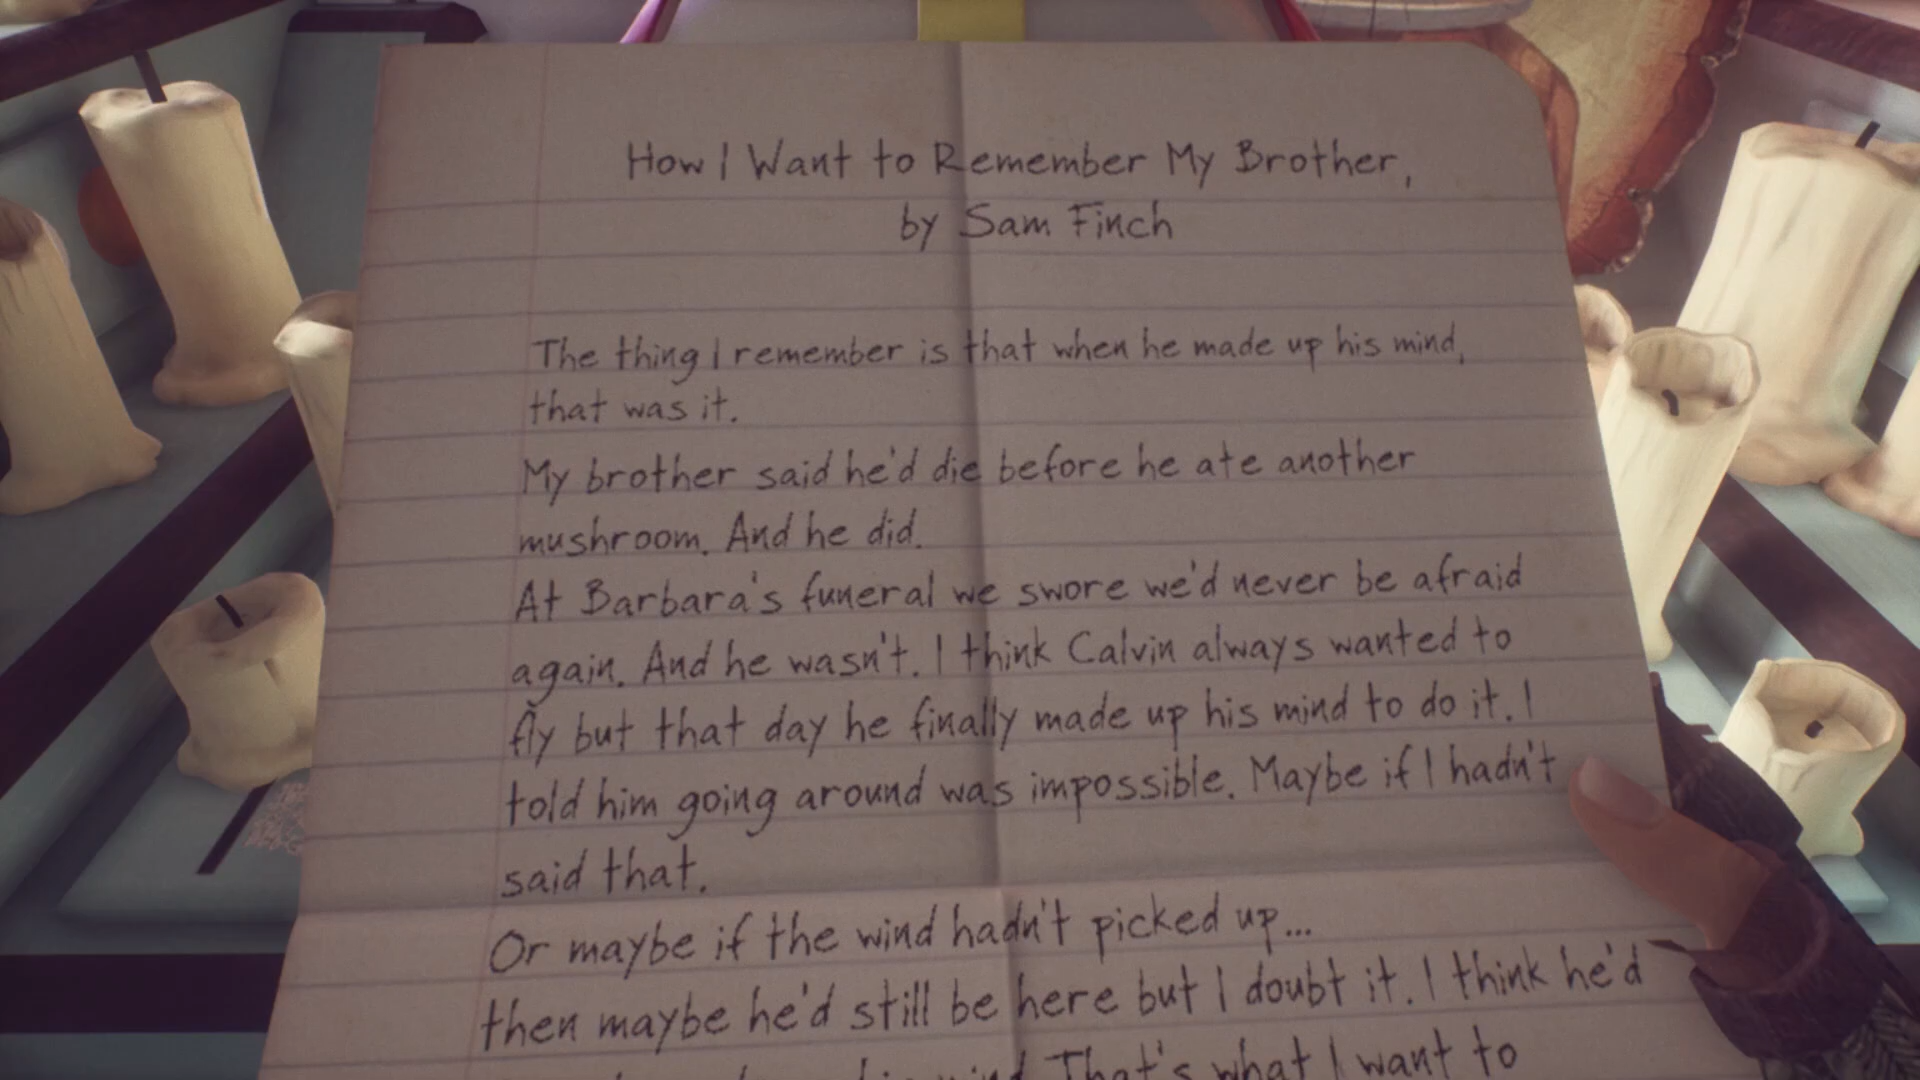 How I Want to Remember My Brother,
by Sam Finch
The thing I remember is that when he made up his mind,
that was it.
My brother said he'd die before he ate another
mushroom. And he did.
At Barbara's funeral we swore we'd never be afraid
again. And he wasn't. I think Calvin always wanted to
fly but that day he finally made up his mind to do it. I
told him going around was impossible. Maybe if I hadn't
said that.
Or maybe if the wind hadn't picked up...
then maybe he'd still be here but I doubt it. I think he'd
mind. That's what I want to